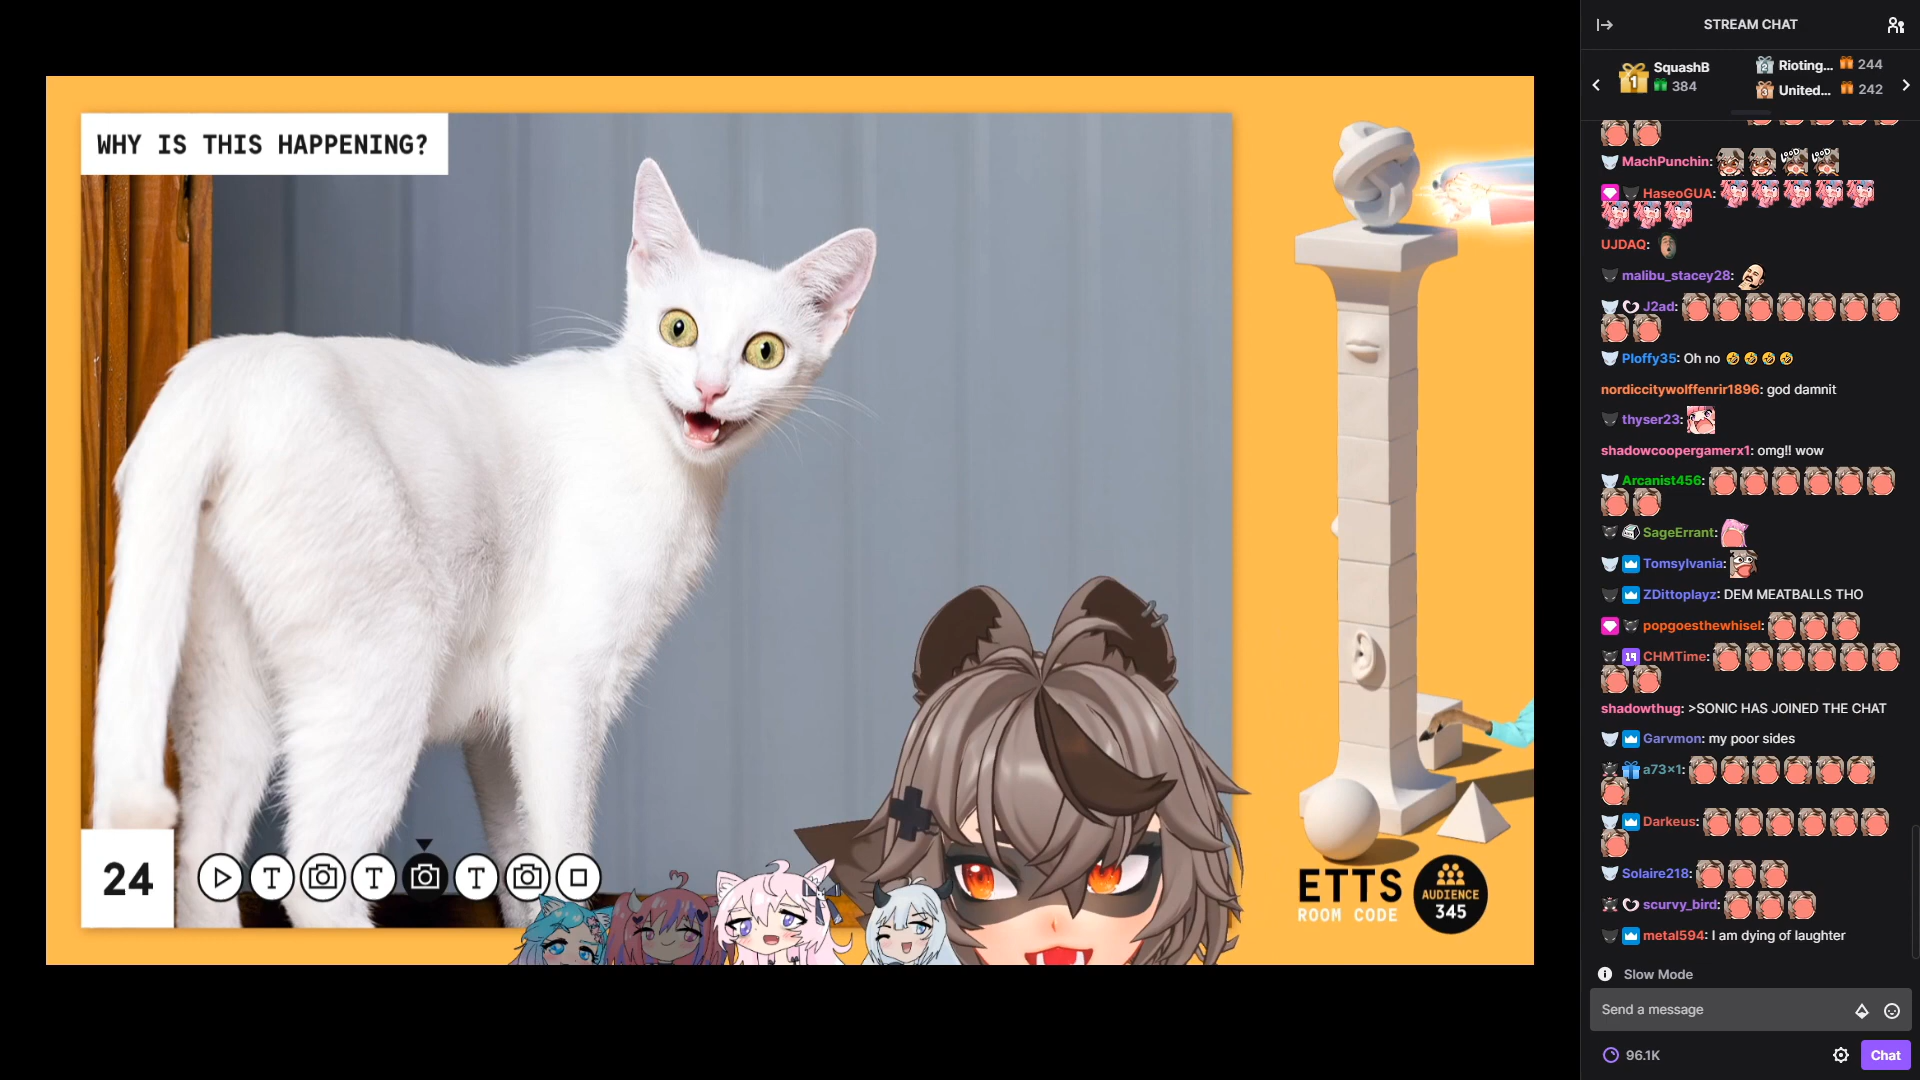 WHY IS THIS HAPPENING?
24
T
T
T
ETTS
ROOM CODE
AUDIENCE
345
STREAM CHAT
1
SquashB
384
2
Rioting...
244
3
United...
242
MachPunchin:
HaseoGUA:
UJDAQ:
malibu_stacey28:
J2ad:
Ploffy35: Oh no
nordiccitywolffenrir1896: god damnit
thyser23:
shadowcoopergamerx1: omg!! wow
Arcanist456:
SageErrant:
Tomsylvania:
ZDittoplayz: DEM MEATBALLS THO
popgoesthewhisel:
CHMTime:
shadowthug: >SONIC HAS JOINED THE CHAT
Garvmon: my poor sides
a73x1:
Darkeus:
Solaire218:
scurvy_bird:
metal594: I am dying of laughter
Slow Mode
Send a message
96.1K
Chat